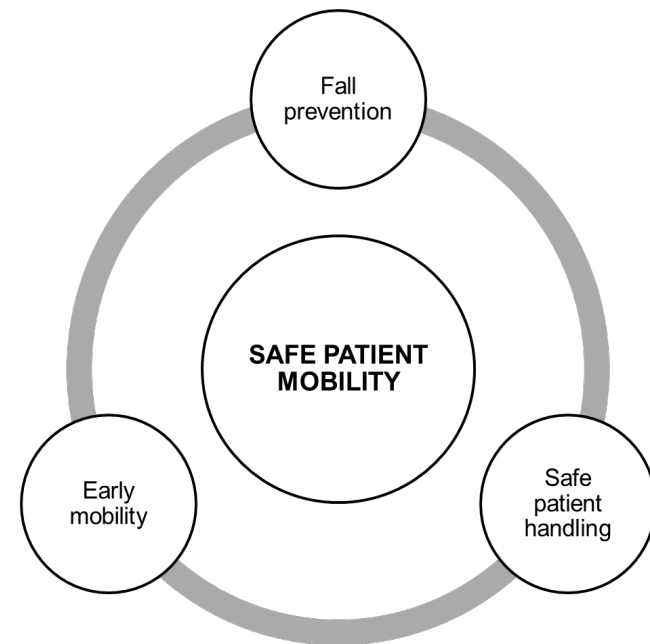 Fall
prevention
SAFE PATIENT
MOBILITY
Early
mobility
Safe
patient
handling